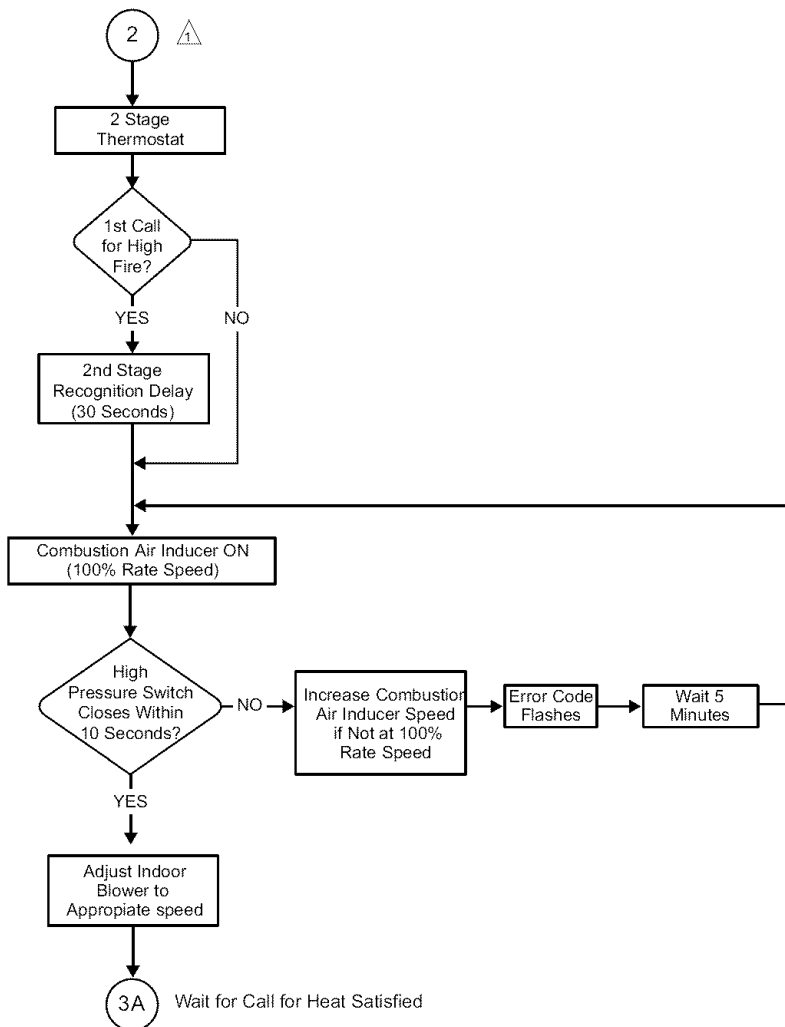 2
1
2 Stage
Thermostat
1st Call
for High
Fire?
YES
NO
2nd Stage
Recognition Delay
(30 Seconds)
Combustion Air Inducer ON
(100% Rate Speed)
High
Pressure Switch
Closes Within
10 Seconds?
NO
Increase Combustion
Air Inducer Speed
if Not at 100%
Rate Speed
Error Code
Flashes
Wait 5
Minutes
YES
Adjust Indoor
Blower to
Appropiate speed
3A
Wait for Call for Heat Satisfied